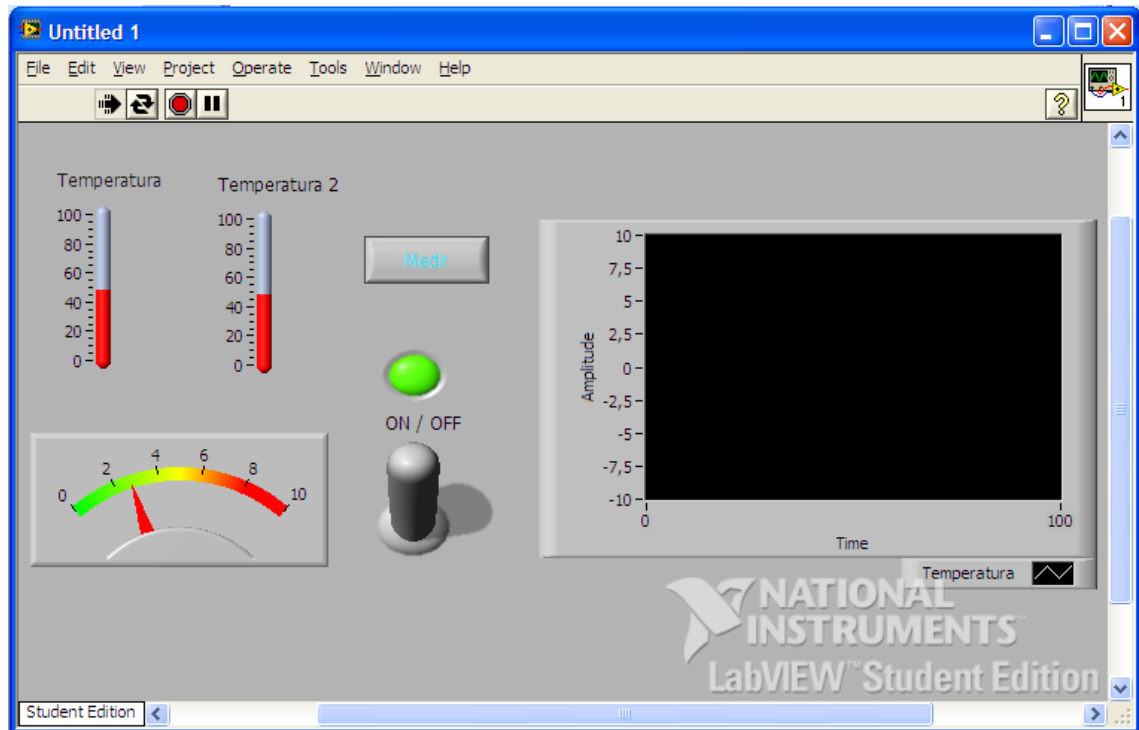 Untitled 1
File Edit View Project Operate Tools Window Help
1
Temperatura
100
80
60
40
20
0
Temperatura 2
100
80
60
40
20
0
Medir
ON / OFF
0 2 4 6 8 10
Amplitude
10
7,5
5
2,5
0
-2,5
-5
-7,5
-10
0 100
Time
Temperatura
NATIONAL
INSTRUMENTS™
LabVIEW™ Student Edition
Student Edition